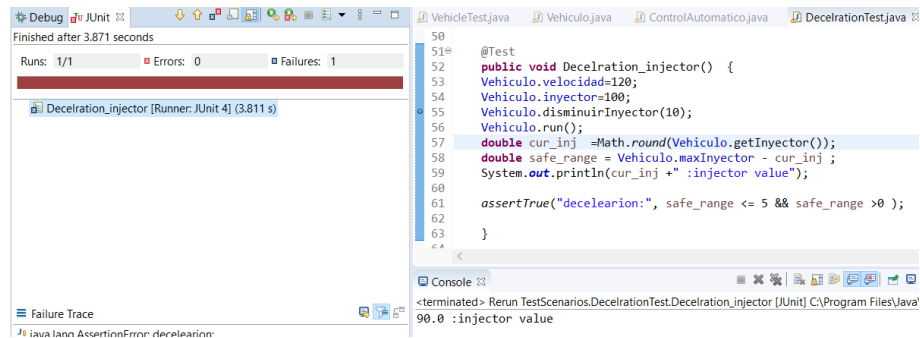 Debug JUnit
Finished after 3.871 seconds
Runs: 1/1 Errors: 0 Failures: 1
Decelration_injector [Runner: JUnit 4] (3.811 s)
Failure Trace
java.lang.AssertionError: decelearion:
VehicleTest.java Vehiculo.java ControlAutomatico.java DecelrationTest.java
50
51 @Test
52 public void Decelration_injector() {
53 Vehiculo.velocidad=120;
54 Vehiculo.inyector=100;
55 Vehiculo.disminuirInyector(10);
56 Vehiculo.run();
57 double cur_inj =Math.round(Vehiculo.getInyector());
58 double safe_range = Vehiculo.maxInyector - cur_inj ;
59 System.out.println(cur_inj +" :injector value");
60
61 assertTrue("decelearion:", safe_range <= 5 && safe_range >0 );
62
63 }
64
Console
<terminated> Rerun TestScenarios.DecelrationTest.Decelration_injector [JUnit] C:\Program Files\Java\
90.0 :injector value